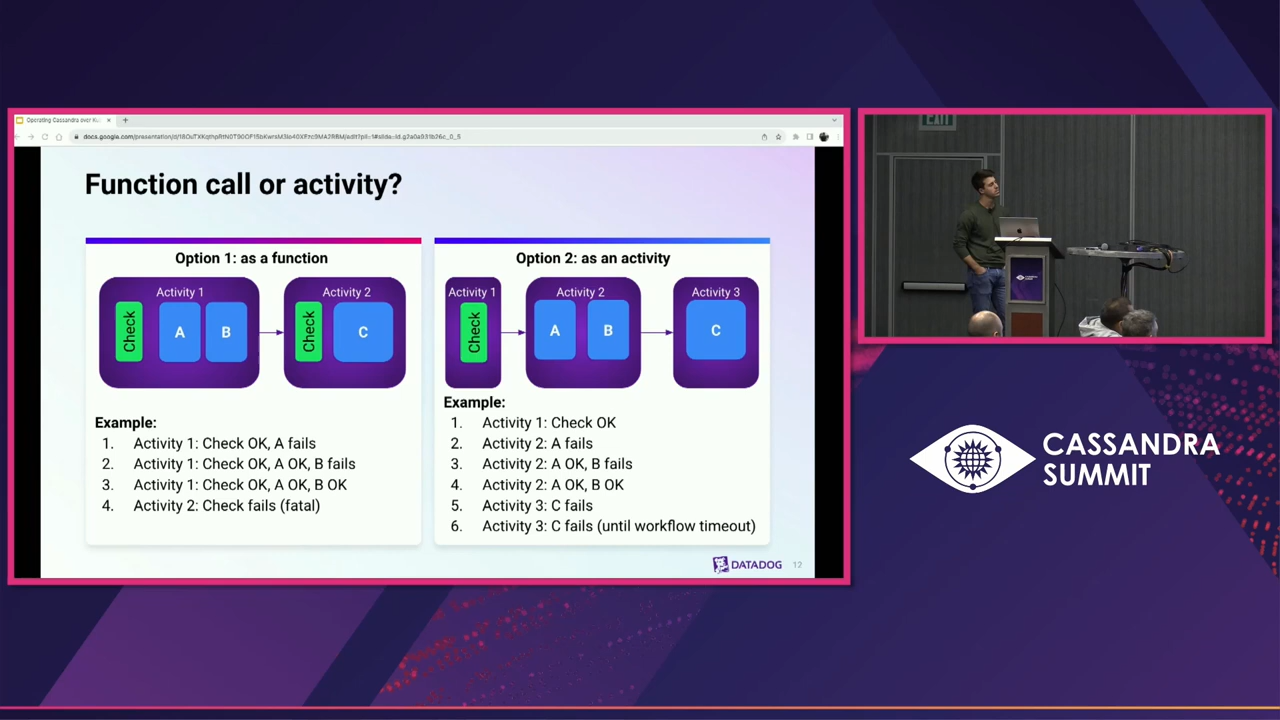 Operating Cassandra over Ku
Function call or activity?
Option 1: as a function
Activity 1
Check
A
B
Activity 2
Check
C
Example:
1. Activity 1: Check OK, A fails
2. Activity 1: Check OK, A OK, B fails
3. Activity 1: Check OK, A OK, B OK
4. Activity 2: Check fails (fatal)
Option 2: as an activity
Activity 1
Check
Activity 2
A
B
Activity 3
C
Example:
1. Activity 1: Check OK
2. Activity 2: A fails
3. Activity 2: A OK, B fails
4. Activity 2: A OK, B OK
5. Activity 3: C fails
6. Activity 3: C fails (until workflow timeout)
DATADOG 12
EXIT
CASSANDRA
SUMMIT